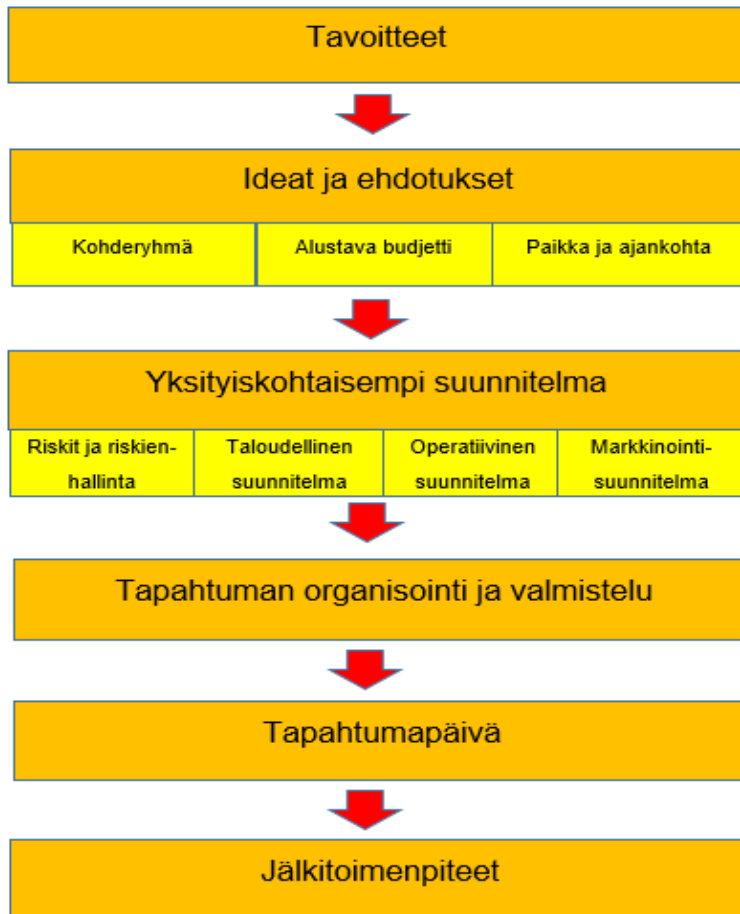 Tavoitteet
Ideat ja ehdotukset
Kohderyhmä
Alustava budjetti
Paikka ja ajankohta
Yksityiskohtaisempi suunnitelma
Riskit ja riskien-
hallinta
Taloudellinen
suunnitelma
Operatiivinen
suunnitelma
Markkinointi-
suunnitelma
Tapahtuman organisointi ja valmistelu
Tapahtumapäivä
Jälkitoimenpiteet